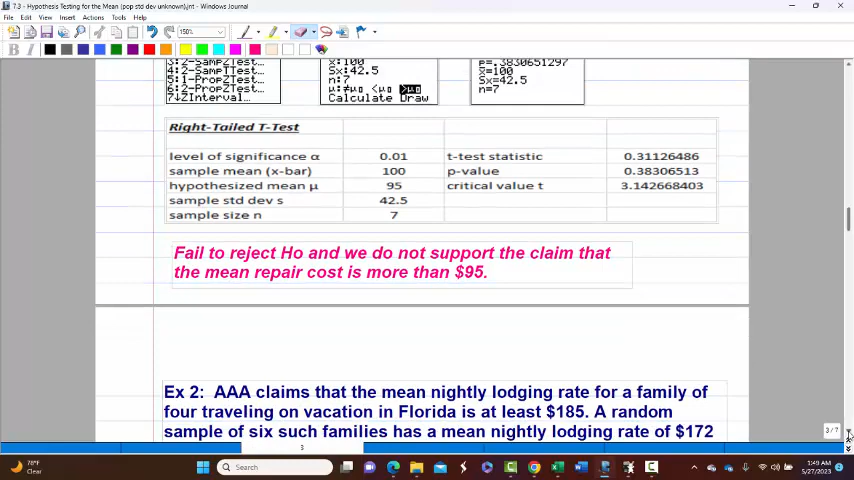 7.3 - Hypothesis Testing for the Mean (pop std dev unknown).jnt - Windows Journal
File Edit View Insert Actions Tools Help
150%
B I
3:2-SampZTest…
4:2-SampTTest…
5:1-PropZTest…
6:2-PropZTest…
7↓ZInterval…
x̄:100
Sx:42.5
n:7
μ:≠μ₀ <μ₀ >μ₀
Calculate Draw
p=.3830651297
x̄=100
Sx=42.5
n=7
Right-Tailed T-Test
level of significance α 0.01 t-test statistic 0.31126486
sample mean (x-bar) 100 p-value 0.38306513
hypothesized mean μ 95 critical value t 3.142668403
sample std dev s 42.5
sample size n 7
Fail to reject Ho and we do not support the claim that
the mean repair cost is more than $95.
Ex 2: AAA claims that the mean nightly lodging rate for a family of
four traveling on vacation in Florida is at least $185. A random
sample of six such families has a mean nightly lodging rate of $172
3 / 7
3
78°F
Clear
Search
1:49 AM
5/27/2023